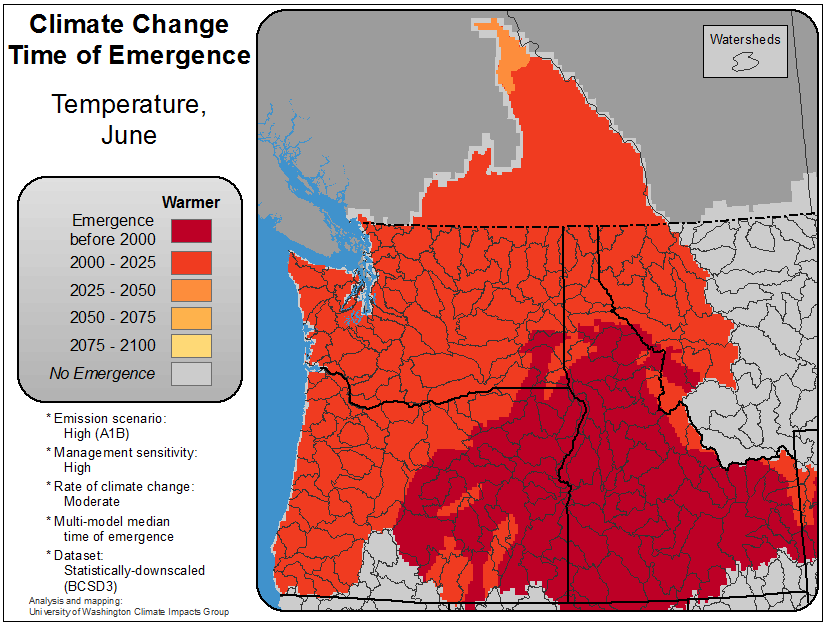 Climate Change
Time of Emergence
Temperature,
June
Warmer
Emergence
before 2000
2000 - 2025
2025 - 2050
2050 - 2075
2075 - 2100
No Emergence
* Emission scenario:
High (A1B)
* Management sensitivity:
High
* Rate of climate change:
Moderate
* Multi-model median
time of emergence
* Dataset:
Statistically-downscaled
(BCSD3)
Analysis and mapping:
University of Washington Climate Impacts Group
Watersheds